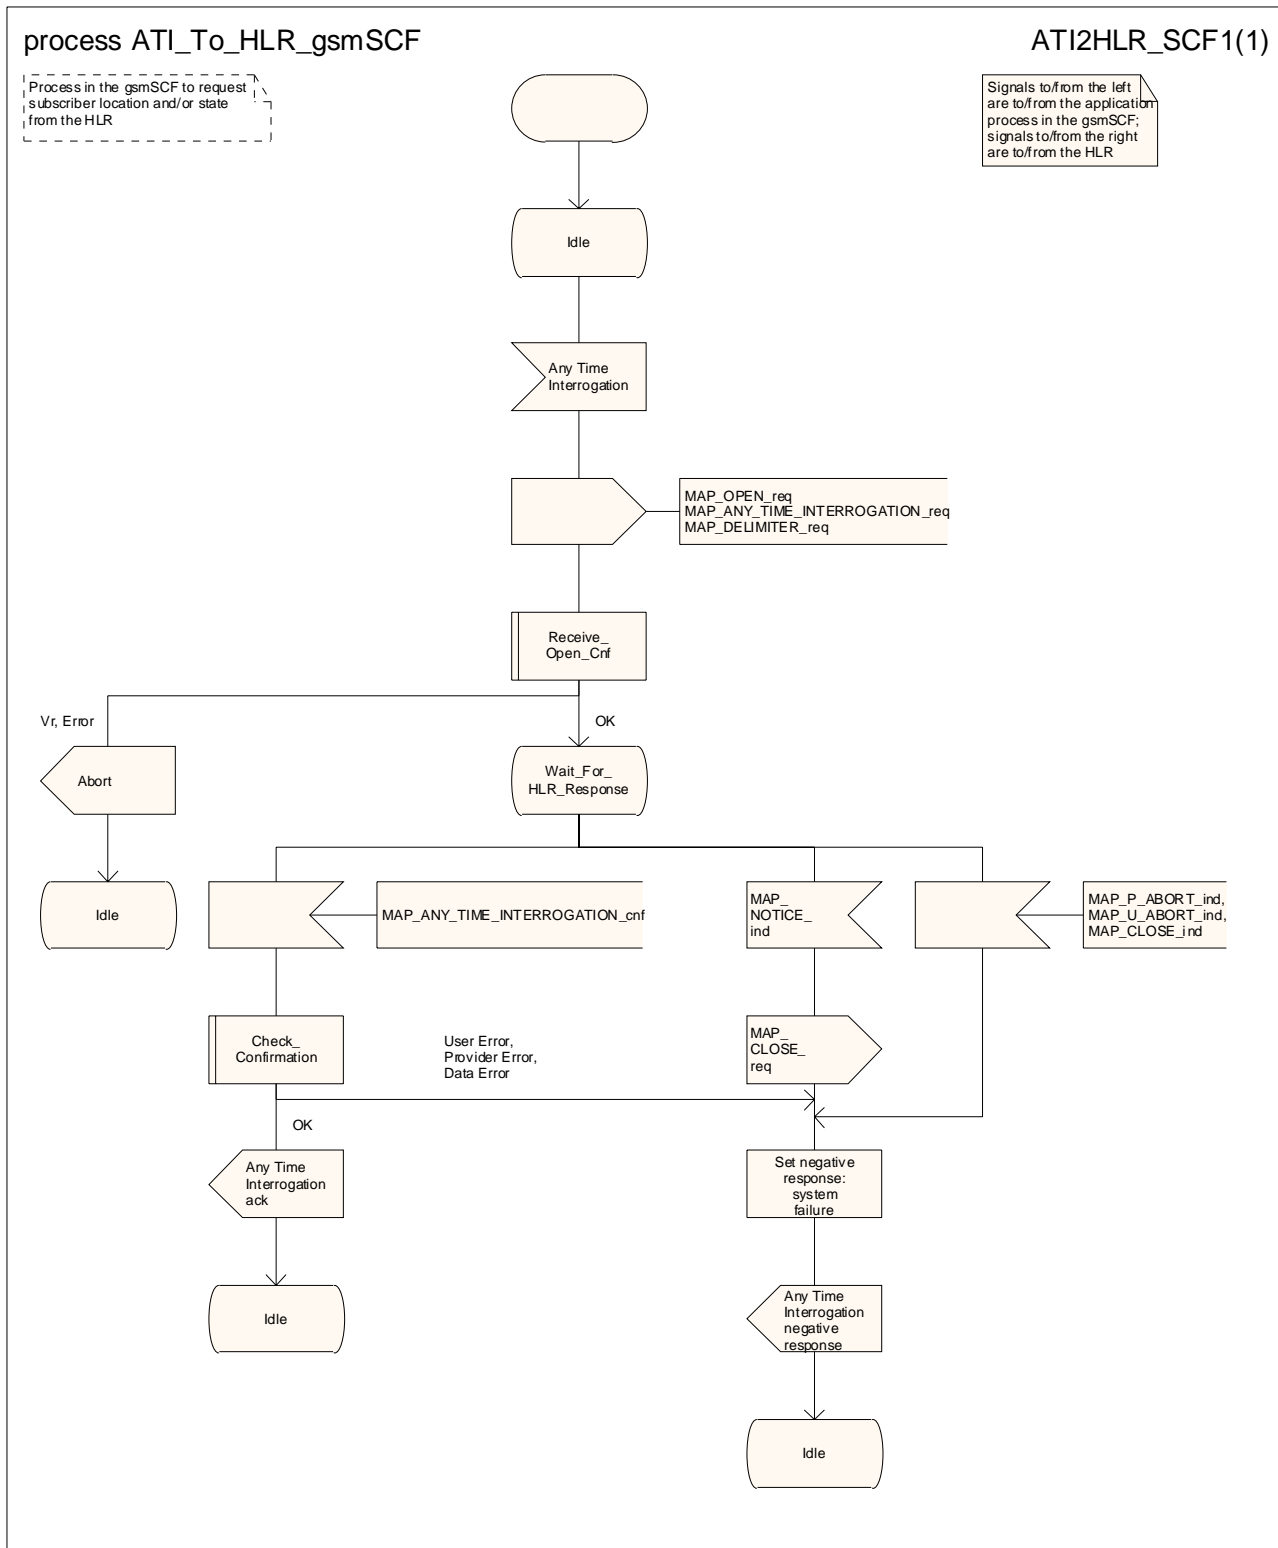 process ATI_To_HLR_gsmSCF
ATI2HLR_SCF1(1)
Process in the gsmSCF to request
subscriber location and/or state
from the HLR
Signals to/from the left
are to/from the application
process in the gsmSCF;
signals to/from the right
are to/from the HLR
Idle
Any Time
Interrogation
MAP_OPEN_req
MAP_ANY_TIME_INTERROGATION_req
MAP_DELIMITER_req
Receive_
Open_Cnf
Vr, Error
OK
Abort
Wait_For_
HLR_Response
Idle
MAP_ANY_TIME_INTERROGATION_cnf
MAP_
NOTICE_
ind
MAP_P_ABORT_ind,
MAP_U_ABORT_ind,
MAP_CLOSE_ind
Check_
Confirmation
User Error,
Provider Error,
Data Error
MAP_
CLOSE_
req
OK
Any Time
Interrogation
ack
Set negative
response:
system
failure
Idle
Any Time
Interrogation
negative
response
Idle